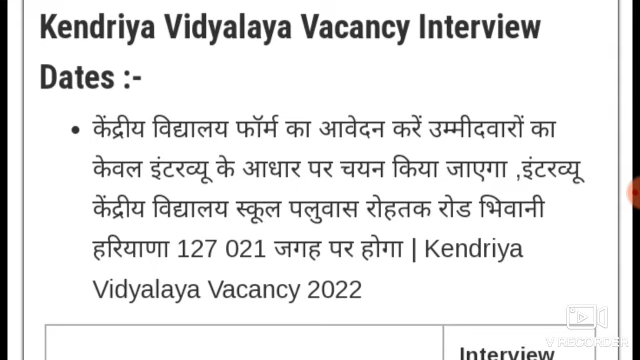 Kendriya Vidyalaya Vacancy Interview
Dates :-
• केंद्रीय विद्यालय फॉर्म का आवेदन करें उम्मीदवारों का
केवल इंटरव्यू के आधार पर चयन किया जाएगा ,इंटरव्यू
केंद्रीय विद्यालय स्कूल पलुवास रोहतक रोड भिवानी
हरियाणा 127 021 जगह पर होगा | Kendriya
Vidyalaya Vacancy 2022
Interview
V RECORDER